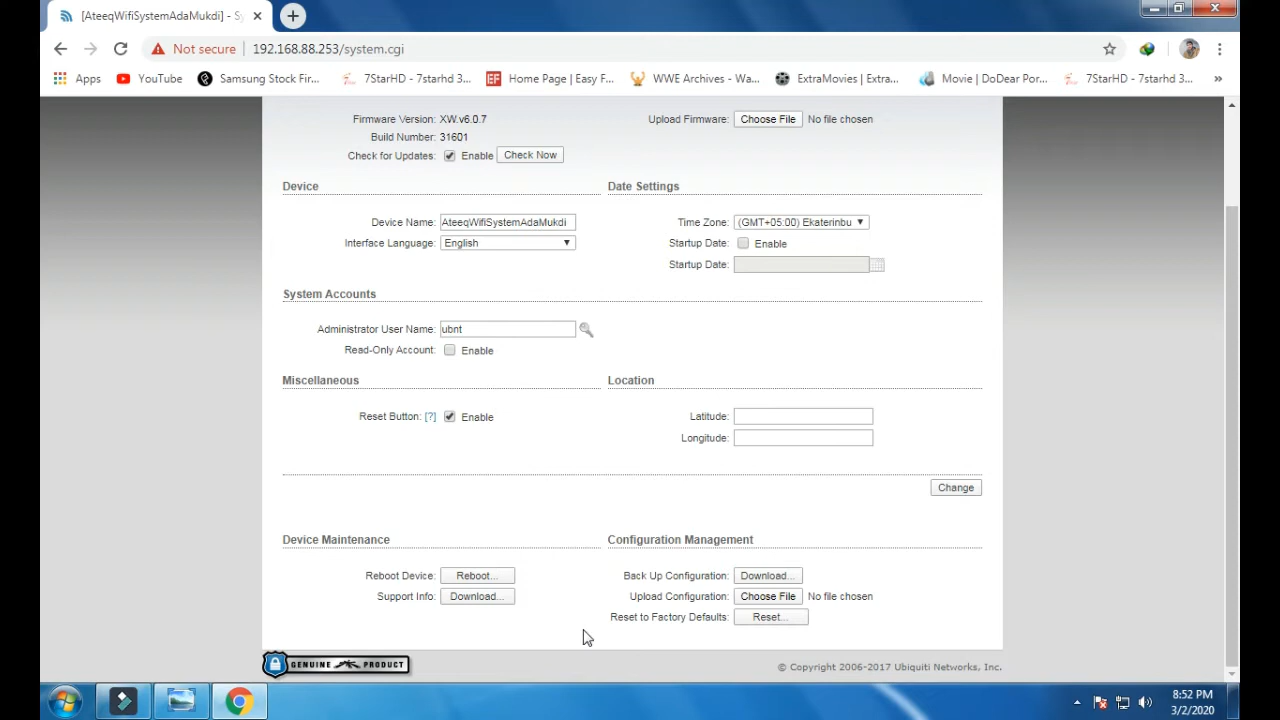 [AteeqWifiSystemAdaMukdi] - Sy
Not secure | 192.168.88.253/system.cgi
Apps YouTube Samsung Stock Fir... 7StarHD - 7starhd 3... EF Home Page | Easy F... WWE Archives - Wa... ExtraMovies | Extra... Movie | DoDear Por... 7StarHD - 7starhd 3... »
Firmware Version: XW.v6.0.7 Upload Firmware: Choose File No file chosen
Build Number: 31601
Check for Updates: Enable Check Now
Device Date Settings
Device Name: AteeqWifiSystemAdaMukdi Time Zone: (GMT+05:00) Ekaterinbu
Interface Language: English Startup Date: Enable
Startup Date:
System Accounts
Administrator User Name: ubnt
Read-Only Account: Enable
Miscellaneous Location
Reset Button: [?] Enable Latitude:
Longitude:
Change
Device Maintenance Configuration Management
Reboot Device: Reboot... Back Up Configuration: Download...
Support Info: Download... Upload Configuration: Choose File No file chosen
Reset to Factory Defaults: Reset...
GENUINE PRODUCT © Copyright 2006-2017 Ubiquiti Networks, Inc.
8:52 PM
3/2/2020